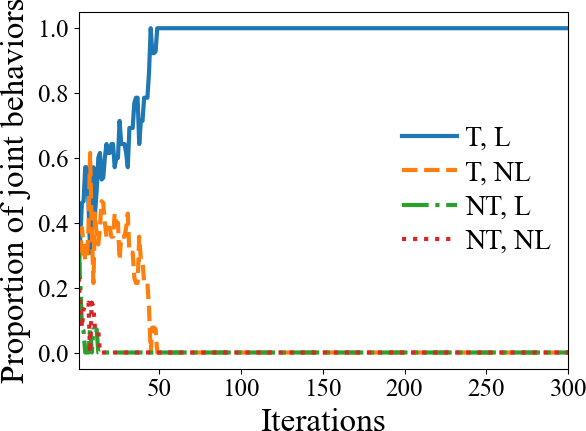 Proportion of joint behaviors
1.0
0.8
0.6
0.4
0.2
0.0
T, L
T, NL
NT, L
NT, NL
50 100 150 200 250 300
Iterations